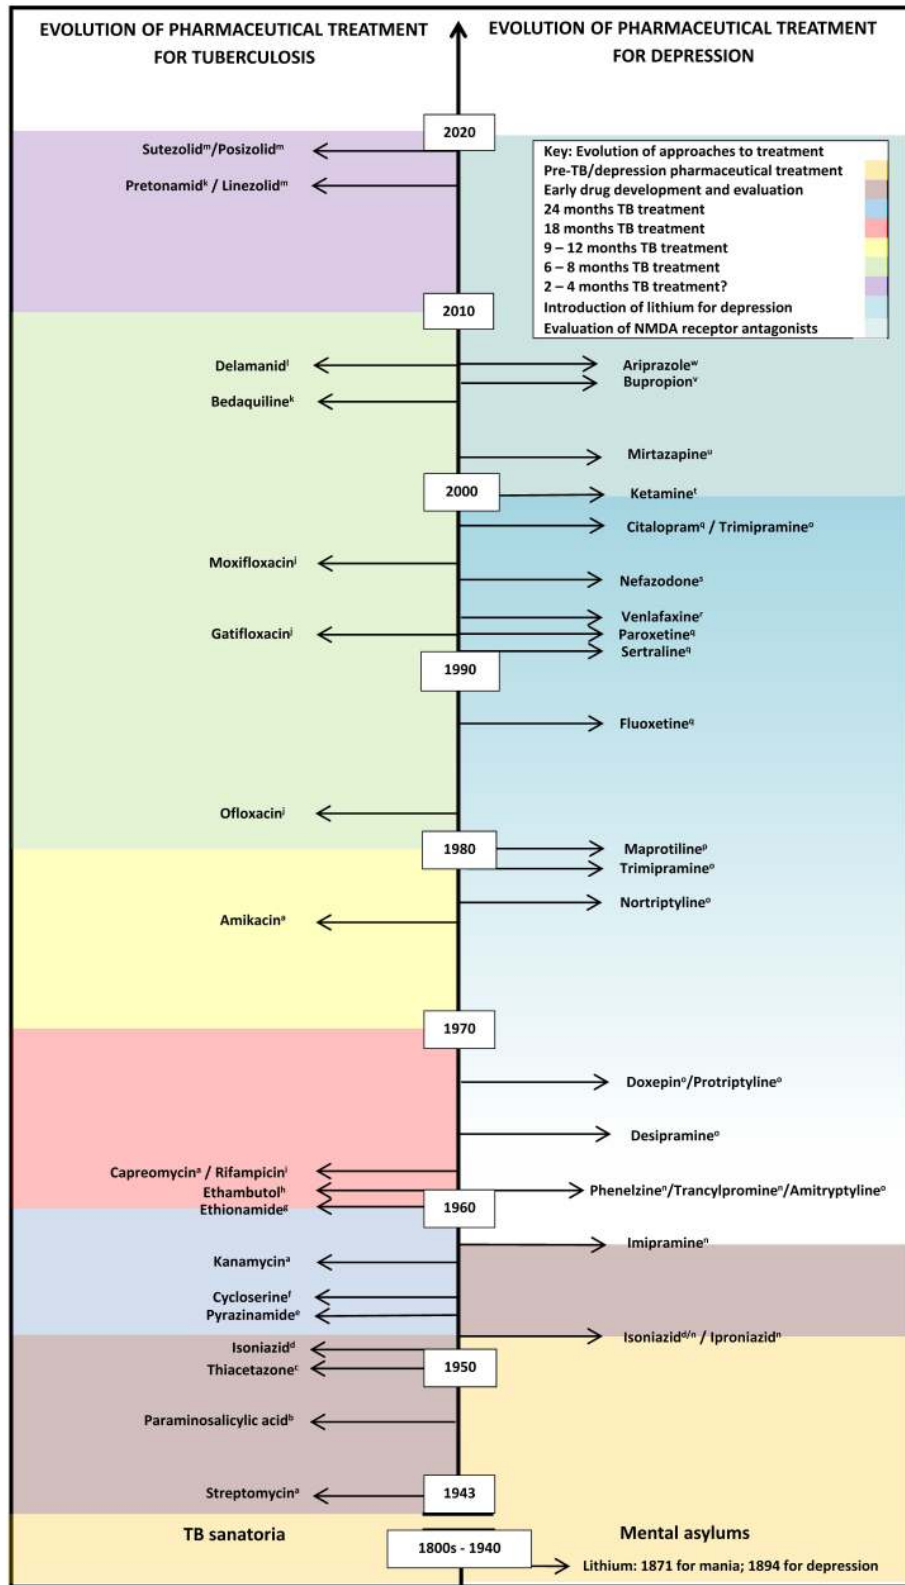 EVOLUTION OF PHARMACEUTICAL TREATMENT
FOR TUBERCULOSIS
EVOLUTION OF PHARMACEUTICAL TREATMENT
FOR DEPRESSION
2020
Sutezolidᵐ/Posizolidᵐ
Pretonamidᵏ / Linezolidᵐ
Key: Evolution of approaches to treatment
Pre-TB/depression pharmaceutical treatment
Early drug development and evaluation
24 months TB treatment
18 months TB treatment
9 – 12 months TB treatment
6 – 8 months TB treatment
2 – 4 months TB treatment?
Introduction of lithium for depression
Evaluation of NMDA receptor antagonists
2010
Delamanidˡ
Ariprazoleʷ
Bupropionᵛ
Bedaquilineᵏ
Mirtazapineᵘ
2000
Ketamineᵗ
Citalopram^q / Trimipramineᵒ
Moxifloxacinʲ
Nefazodoneˢ
Venlafaxineʳ
Gatifloxacinʲ
Paroxetine^q
Sertraline^q
1990
Fluoxetine^q
Ofloxacinʲ
1980
Maprotilineᵖ
Trimipramineᵒ
Nortriptylineᵒ
Amikacinᵃ
1970
Doxepinᵒ/Protriptylineᵒ
Desipramineᵒ
Capreomycinᵃ / Rifampicinⁱ
Ethambutolʰ
Phenelzineⁿ/Trancylpromineⁿ/Amitryptylineᵒ
Ethionamideᵍ
1960
Imipramineⁿ
Kanamycinᵃ
Cycloserineᶠ
Pyrazinamideᵉ
Isoniazidᵈ/ⁿ / Iproniazidⁿ
Isoniazidᵈ
1950
Thiacetazoneᶜ
Paraminosalicylic acidᵇ
Streptomycinᵃ
1943
TB sanatoria
Mental asylums
1800s - 1940
Lithium: 1871 for mania; 1894 for depression